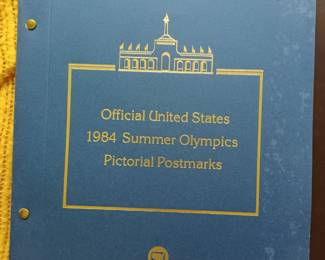 Official United States
1984 Summer Olympics
Pictorial Postmarks